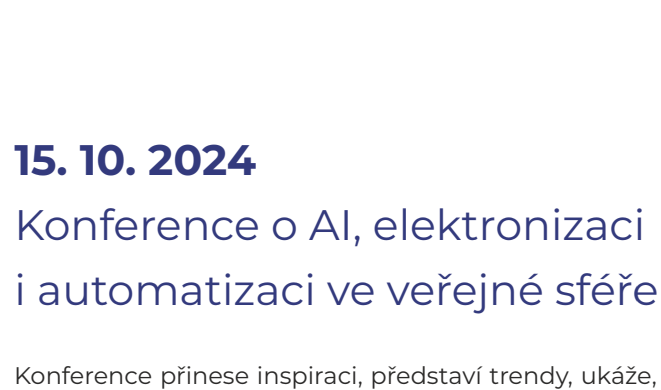 15. 10. 2024
Konference o AI, elektronizaci
i automatizaci ve veřejné sféře
Konference přinese inspiraci, představí trendy, ukáže,